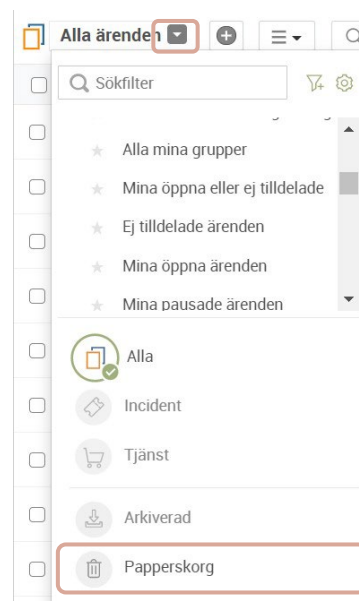 Alla ärenden
Sökfilter
Alla mina grupper
Mina öppna eller ej tilldelade
Ej tilldelade ärenden
Mina öppna ärenden
Mina pausade ärenden
Alla
Incident
Tjänst
Arkiverad
Papperskorg